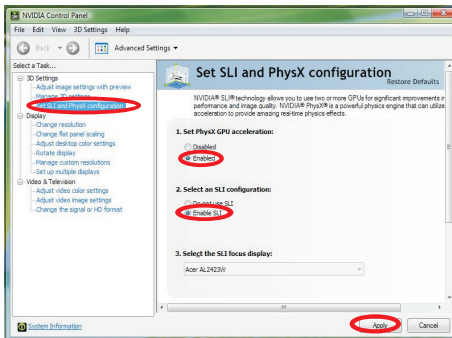 NVIDIA Control Panel
File Edit View 3D Settings Help
Back Advanced Settings
Select a Task...
Set SLI and PhysX configuration
Restore Defaults
3D Settings
Adjust image settings with preview
Manage 3D settings
Set SLI and PhysX configuration
Display
Change resolution
Change flat panel scaling
Adjust desktop color settings
Rotate display
Manage custom resolutions
Set up multiple displays
Video & Television
Adjust video color settings
Adjust video image settings
Change the signal or HD format
NVIDIA® SLI® technology allows you to use two or more GPUs for significant improvements in
performance and image quality. NVIDIA® PhysX® is a powerful physics engine that can utilize
acceleration to provide amazing real-time physics effects.
1. Set PhysX GPU acceleration:
Disabled
Enabled
2. Select an SLI configuration:
Do not use SLI
Enable SLI
3. Select the SLI focus display:
Acer AL2423W
System Information
Apply Cancel